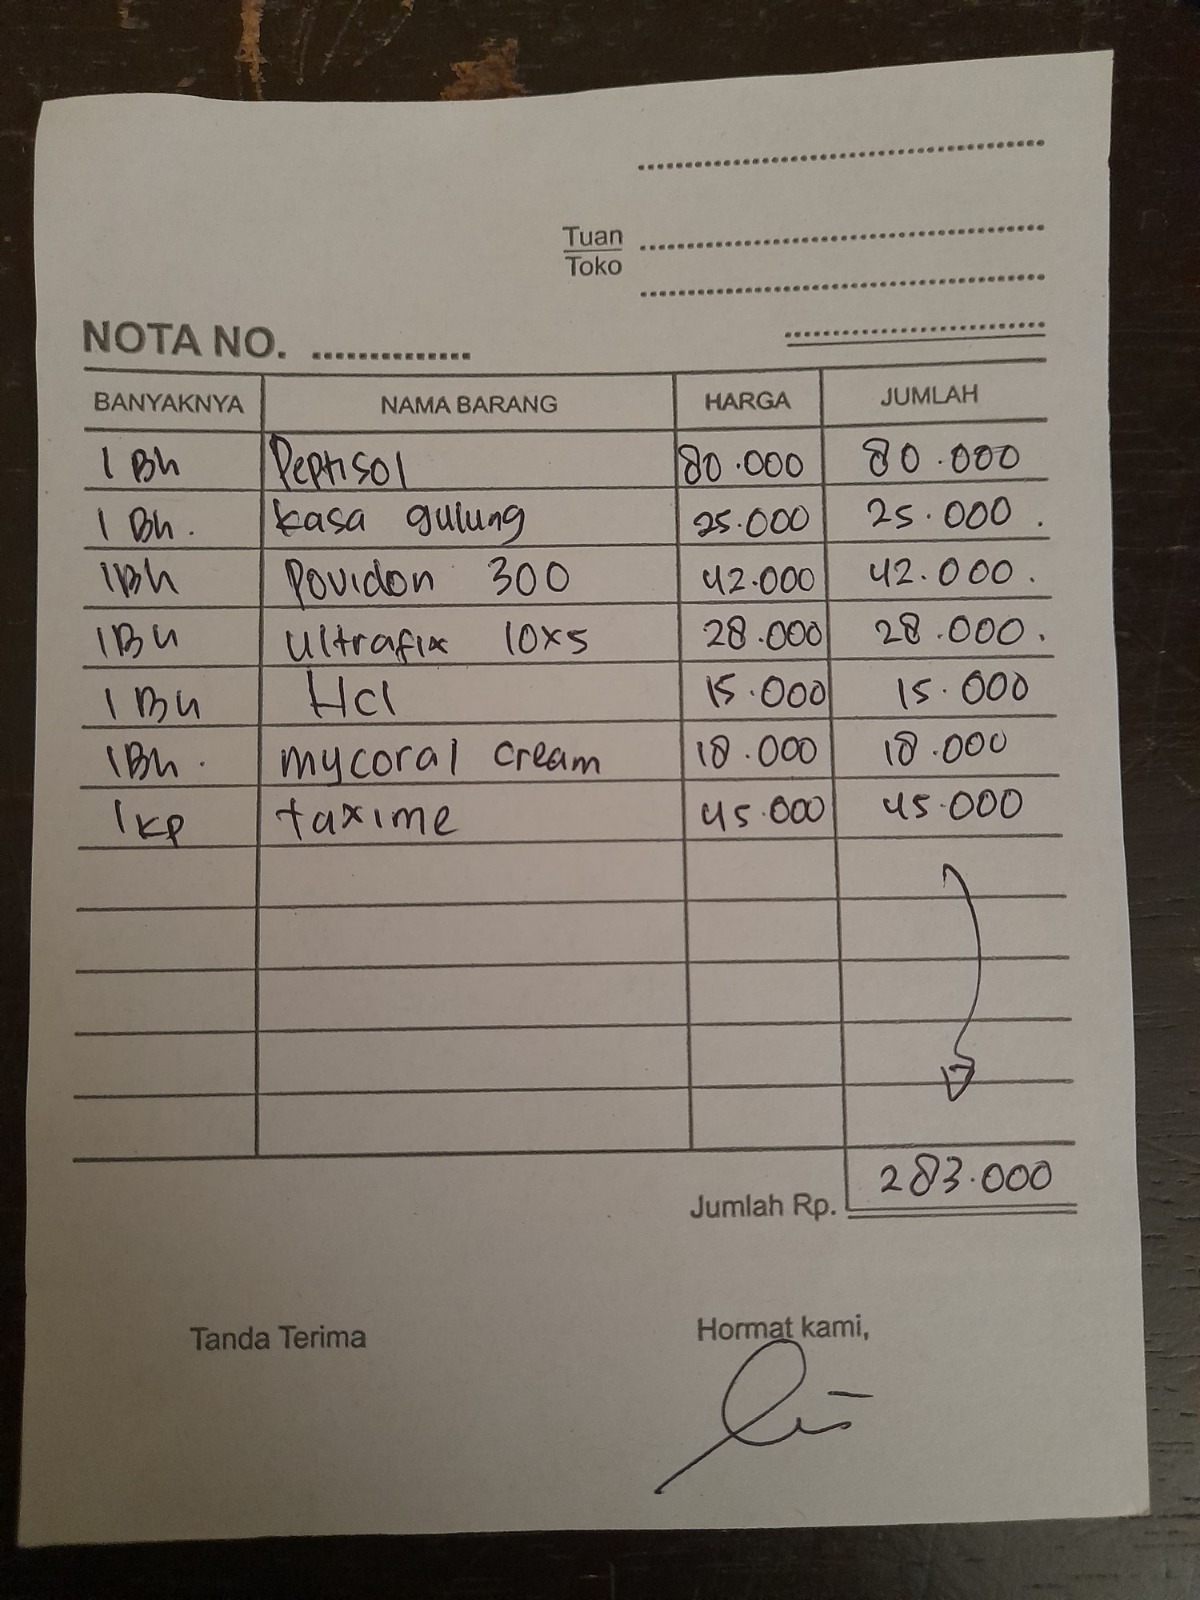 Tuan
Toko
NOTA NO. ..............
BANYAKNYA NAMA BARANG HARGA JUMLAH
1 Bh Peptisol 80.000 80.000
1 Bh. kasa gulung 25.000 25.000.
1Bh Povidon 300 42.000 42.000.
1Bh ultrafix 10x5 28.000 28.000.
1 Bh Hcl 15.000 15.000
1Bh. mycoral cream 18.000 18.000
1 kp taxime 45.000 45.000
Jumlah Rp. 283.000
Tanda Terima Hormat kami,